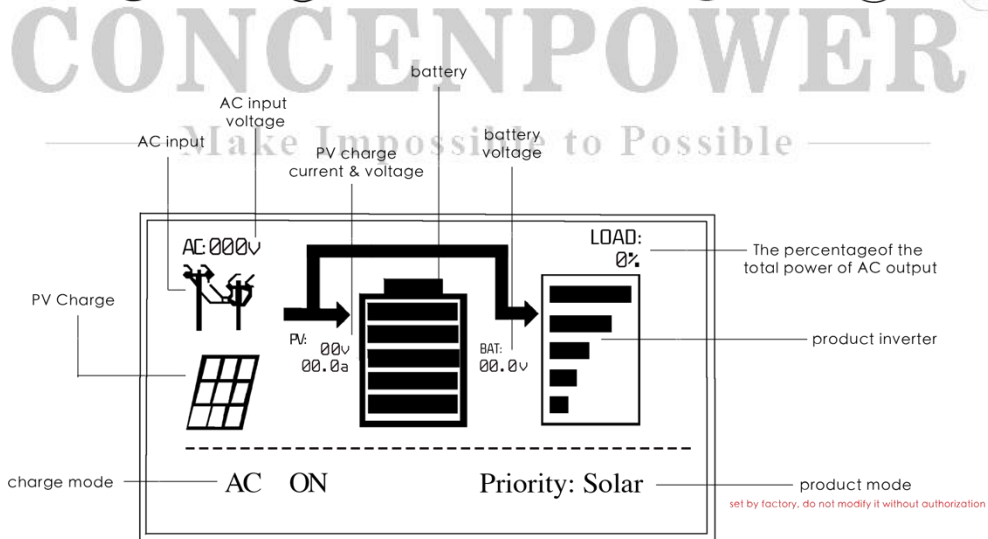 CONCENPOWER
Make Impossible to Possible
battery
AC input
voltage
AC input
PV charge
current & voltage
battery
voltage
AC:000v
LOAD:
0%
The percentageof the
total power of AC output
PV Charge
PV:
00v
00.0a
BAT:
00.0v
product inverter
charge mode
AC ON
Priority: Solar
product mode
set by factory, do not modify it without authorization